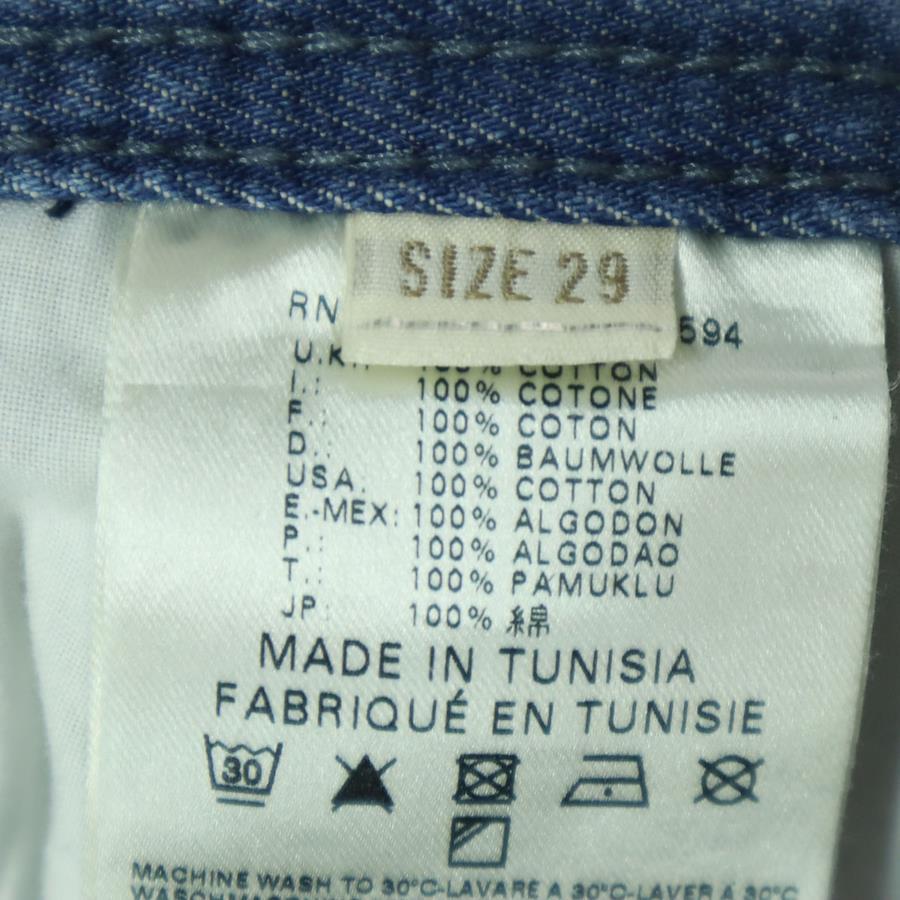 SIZE 29
RN 594
U.K.: 100% COTTON
I.: 100% COTONE
F.: 100% COTON
D.: 100% BAUMWOLLE
USA: 100% COTTON
E.-MEX: 100% ALGODON
P.: 100% ALGODAO
T.: 100% PAMUKLU
JP: 100% 綿
MADE IN TUNISIA
FABRIQUÉ EN TUNISIE
30
MACHINE WASH TO 30°C-LAVARE A 30°C-LAVER À 30°C